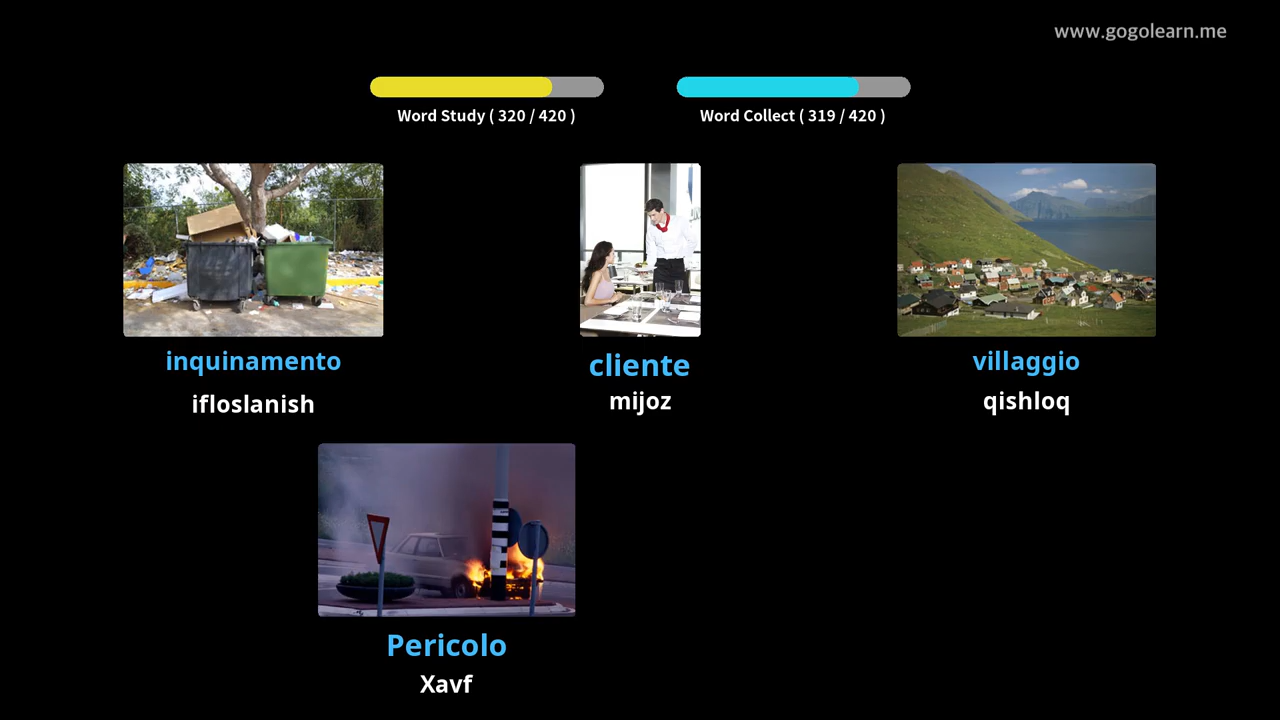 www.gogolearn.me
Word Study ( 320 / 420 )
Word Collect ( 319 / 420 )
inquinamento
ifloslanish
cliente
mijoz
villaggio
qishloq
Pericolo
Xavf